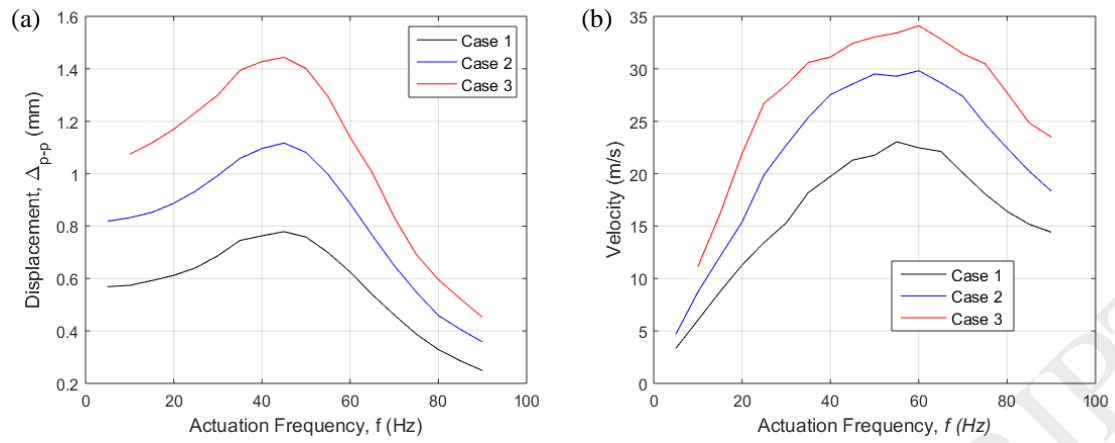 (a)
1.6
1.4
1.2
1
0.8
0.6
0.4
0.2
Displacement, Δp-p (mm)
Case 1
Case 2
Case 3
0 20 40 60 80 100
Actuation Frequency, f (Hz)
(b)
40
35
30
25
20
15
10
5
0
Velocity (m/s)
Case 1
Case 2
Case 3
0 20 40 60 80 100
Actuation Frequency, f (Hz)